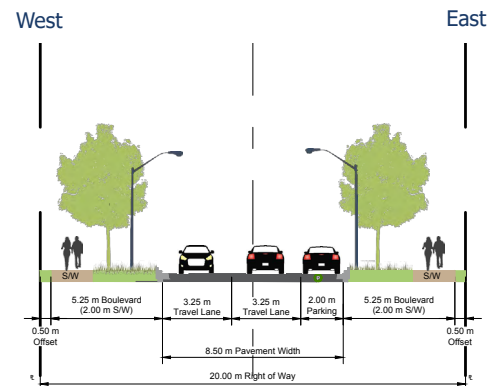 West
East
S/W
P
S/W
5.25 m Boulevard
(2.00 m S/W)
3.25 m
Travel Lane
3.25 m
Travel Lane
2.00 m
Parking
5.25 m Boulevard
(2.00 m S/W)
0.50 m
Offset
0.50 m
Offset
8.50 m Pavement Width
20.00 m Right of Way